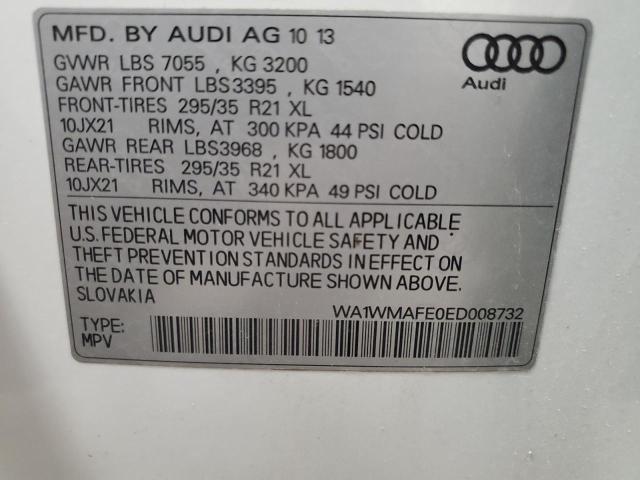 MFD. BY AUDI AG 10 13
GVWR LBS 7055 , KG 3200
GAWR FRONT LBS3395 , KG 1540
FRONT-TIRES 295/35 R21 XL
10JX21 RIMS, AT 300 KPA 44 PSI COLD
GAWR REAR LBS3968 , KG 1800
REAR-TIRES 295/35 R21 XL
10JX21 RIMS, AT 340 KPA 49 PSI COLD
Audi
THIS VEHICLE CONFORMS TO ALL APPLICABLE
U.S. FEDERAL MOTOR VEHICLE SAFETY AND
THEFT PREVENTION STANDARDS IN EFFECT ON
THE DATE OF MANUFACTURE SHOWN ABOVE.
SLOVAKIA
WA1WMAFE0ED008732
TYPE:
MPV